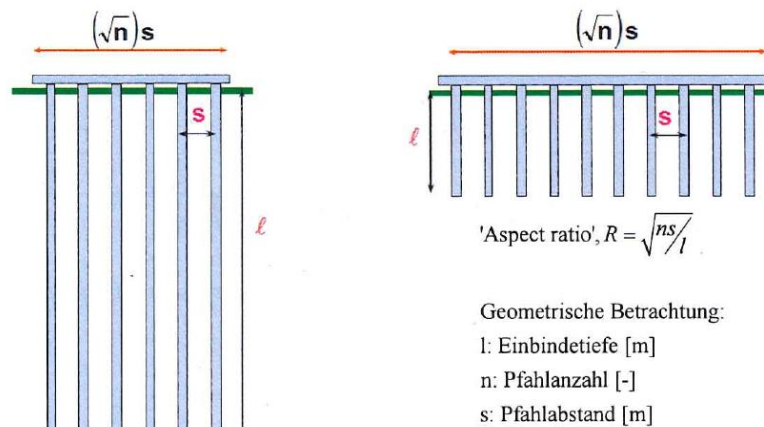 (√n)s
(√n)s
s
s
ℓ
ℓ
'Aspect ratio', R = √ns/l
Geometrische Betrachtung:
l: Einbindetiefe [m]
n: Pfahlanzahl [-]
s: Pfahlabstand [m]